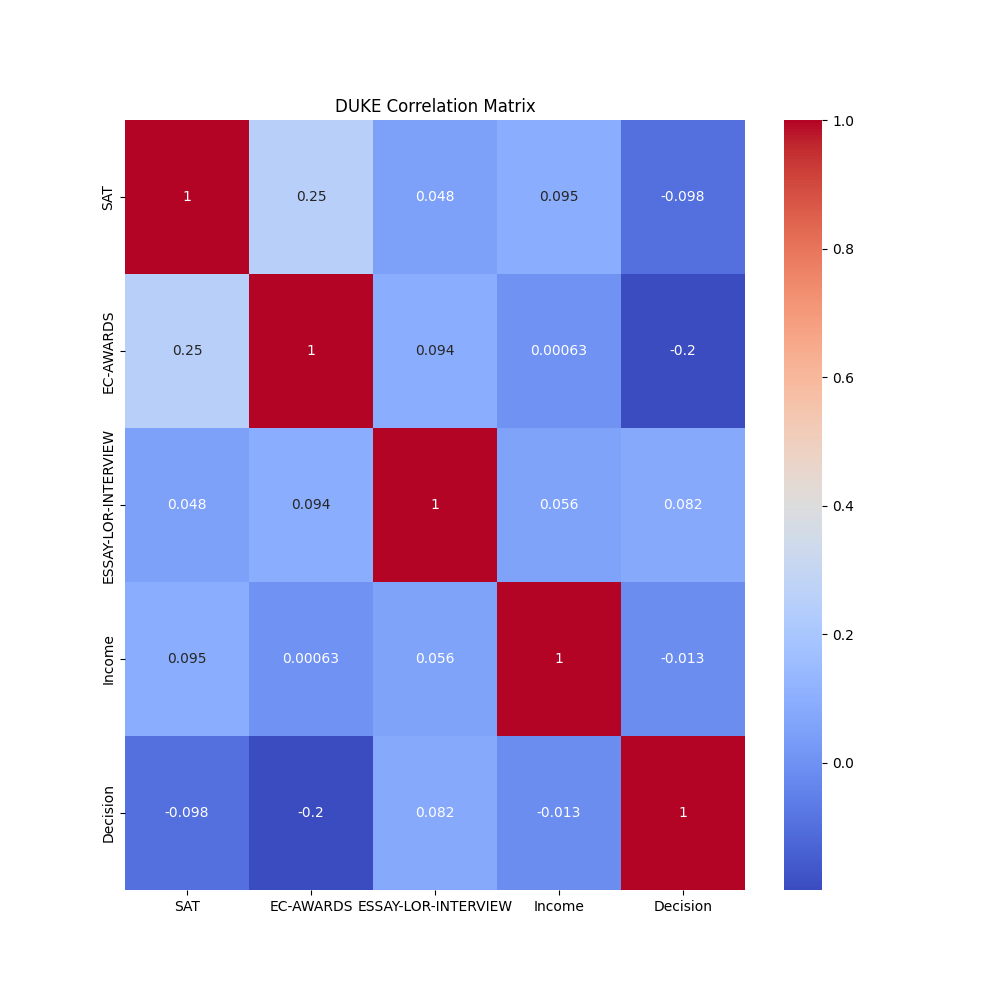 DUKE Correlation Matrix
SAT
1
0.25
0.048
0.095
-0.098
EC-AWARDS
0.25
1
0.094
0.00063
-0.2
ESSAY-LOR-INTERVIEW
0.048
0.094
1
0.056
0.082
Income
0.095
0.00063
0.056
1
-0.013
Decision
-0.098
-0.2
0.082
-0.013
1
SAT
EC-AWARDS
ESSAY-LOR-INTERVIEW
Income
Decision
1.0
0.8
0.6
0.4
0.2
0.0